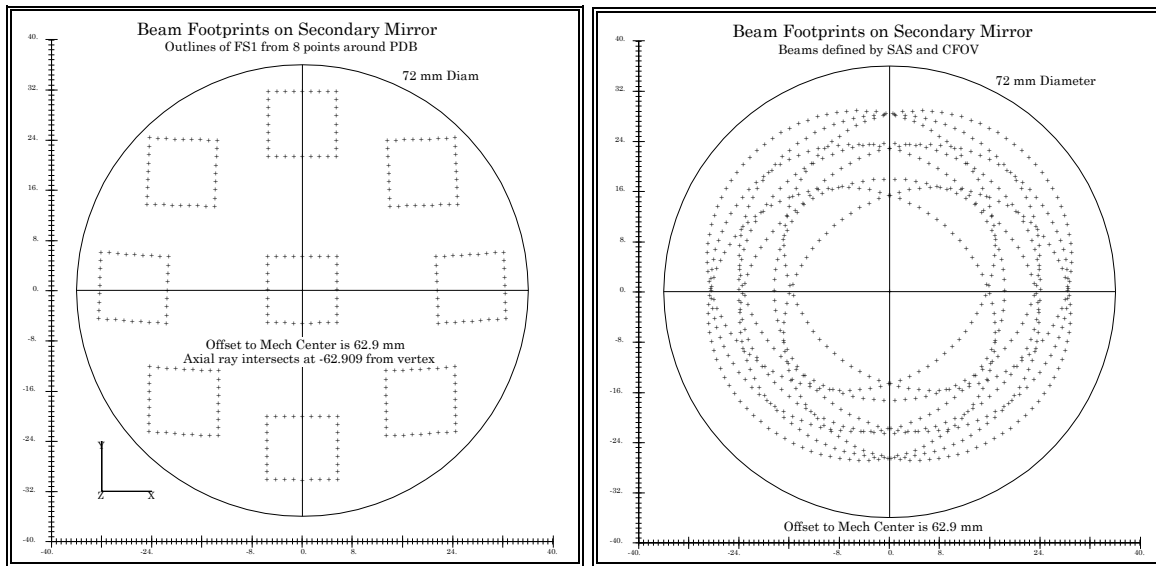 Beam Footprints on Secondary Mirror
Outlines of FS1 from 8 points around PDB
40.
72 mm Diam
32.
24.
16.
8.
0.
-8.
Offset to Mech Center is 62.9 mm
Axial ray intersects at -62.909 from vertex
-16.
-24.
Y
Z X
-32.
-40.
-40. -24. -8. 0. 8. 24. 40.
Beam Footprints on Secondary Mirror
Beams defined by SAS and CFOV
40.
72 mm Diameter
32.
24.
16.
8.
0.
-8.
-16.
-24.
-32.
Offset to Mech Center is 62.9 mm
-40.
-40. -24. -8. 0. 8. 24. 40.